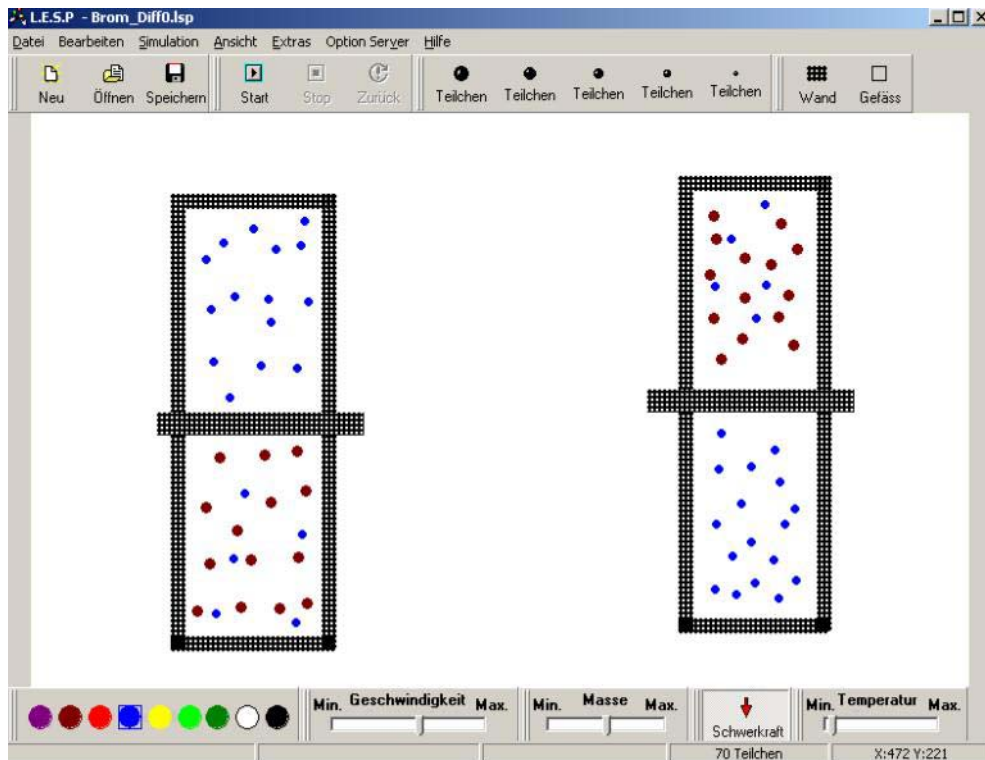 L.E.S.P - Brom_Diff0.lsp
Datei Bearbeiten Simulation Ansicht Extras Option Server Hilfe
Neu Öffnen Speichern Start Stop Zurück Teilchen Teilchen Teilchen Teilchen Teilchen Wand Gefäss
Min. Geschwindigkeit Max. Min. Masse Max. Schwerkraft Min. Temperatur Max.
70 Teilchen X:472 Y:221